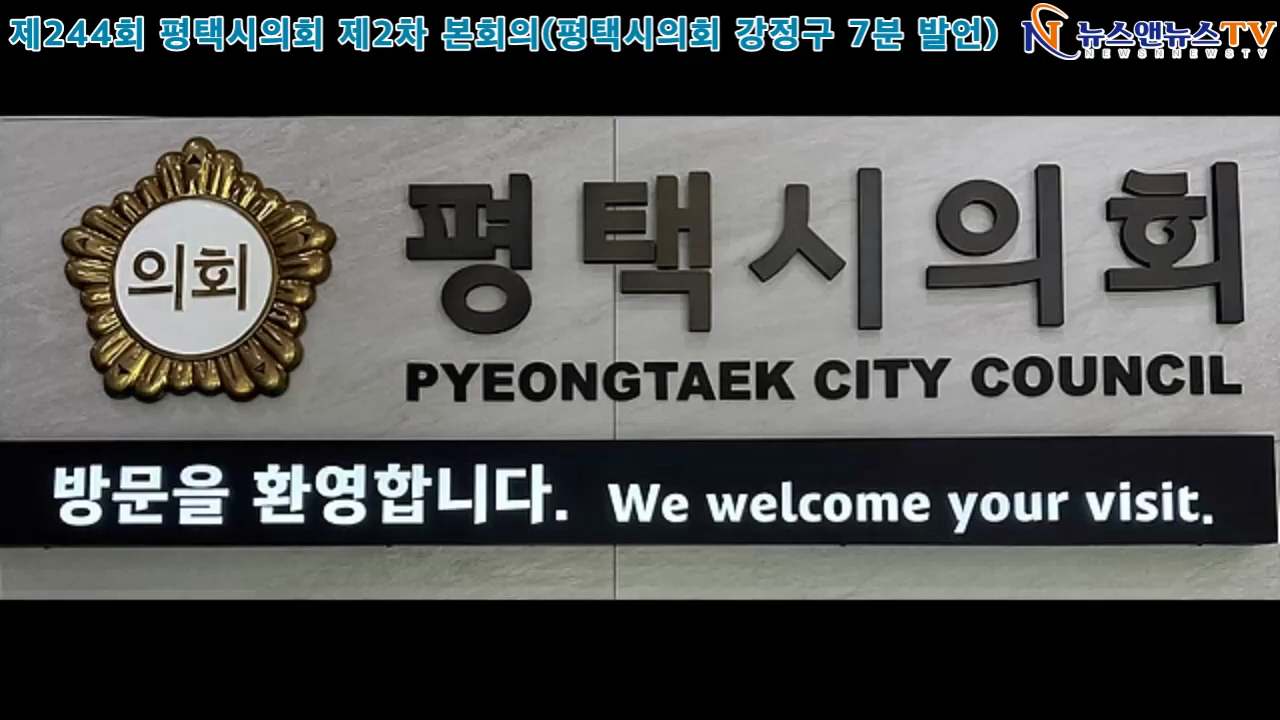 제244회 평택시의회 제2차 본회의(평택시의회 강정구 7분 발언)
뉴스앤뉴스TV
NEWSNNEWSTV
의회
평택시의회
PYEONGTAEK CITY COUNCIL
방문을 환영합니다. We welcome your visit.